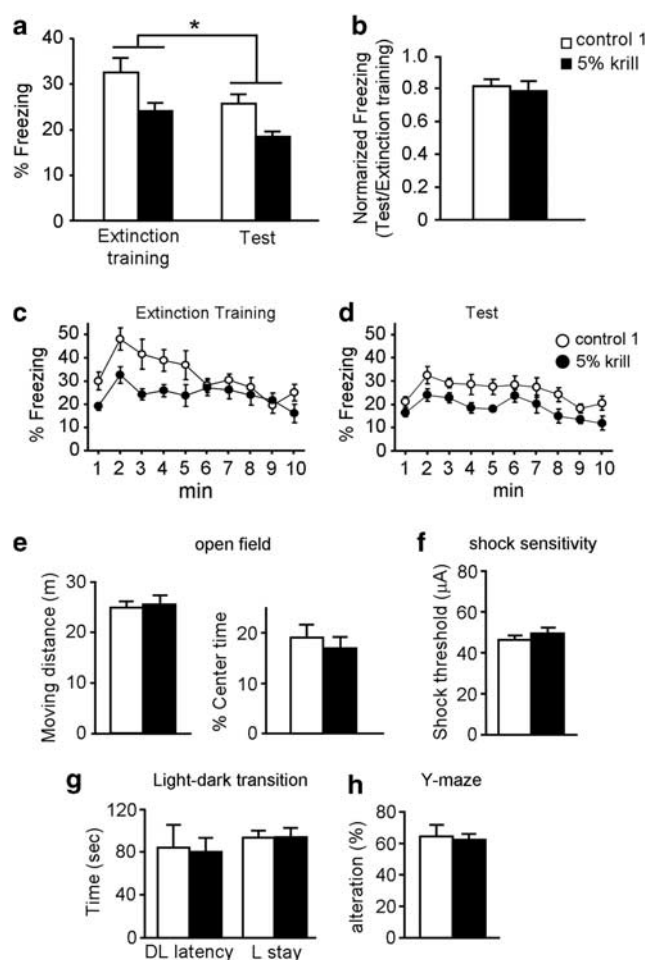 a
*
% Freezing
40
30
20
10
0
Extinction
training
Test
b
control 1
5% krill
Normarized Freezing
(Test/Extinction training)
1.0
0.8
0.6
0.4
0.2
0
c
Extinction Training
% Freezing
50
40
30
20
10
0
1 2 3 4 5 6 7 8 9 10
min
d
Test
control 1
5% krill
% Freezing
50
40
30
20
10
0
1 2 3 4 5 6 7 8 9 10
min
e
open field
Moving distance (m)
30
20
10
0
% Center time
20
10
0
f
shock sensitivity
Shock threshold (μA)
80
60
40
20
0
g
Light-dark transition
Time (sec)
120
80
40
0
DL latency
L stay
h
Y-maze
alteration (%)
80
60
40
20
0